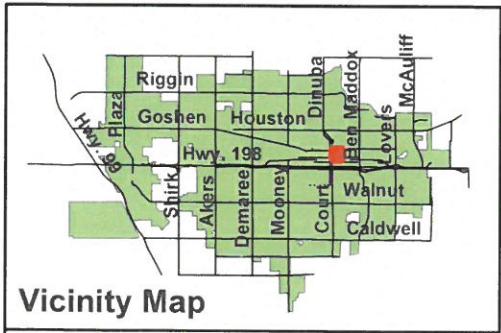 Riggin
Plaza
Goshen
Houston
Dinuba
Ben Maddox
Lovers
McAuliff
Hwy. 99
Hwy. 198
Shirk
Akers
Demaree
Mooney
Court
Walnut
Caldwell
Vicinity Map